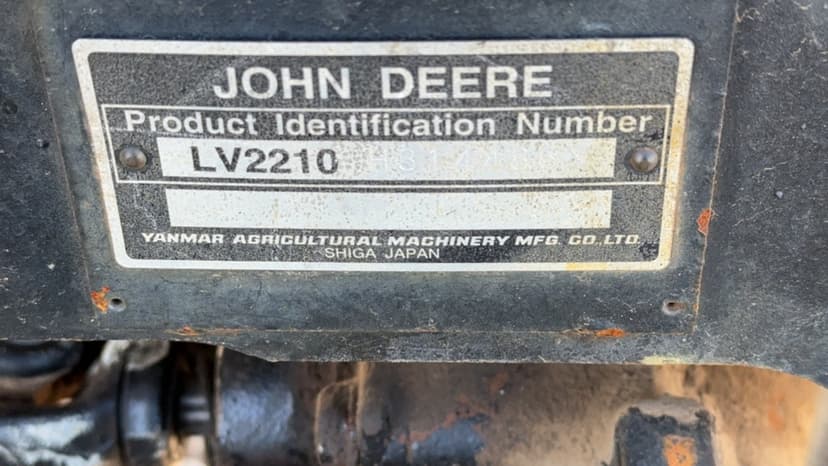 JOHN DEERE
Product Identification Number
LV2210
YANMAR AGRICULTURAL MACHINERY MFG. CO., LTD.
SHIGA JAPAN